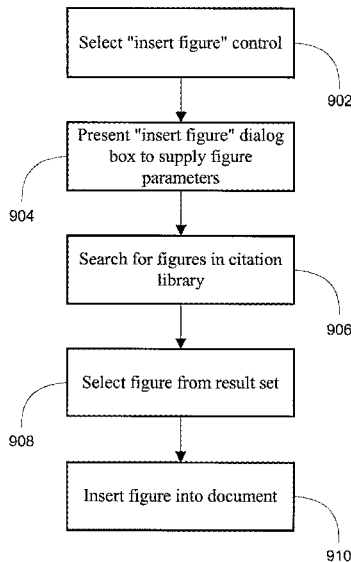 Select "insert figure" control
902
Present "insert figure" dialog
box to supply figure
parameters
904
Search for figures in citation
library
906
Select figure from result set
908
Insert figure into document
910